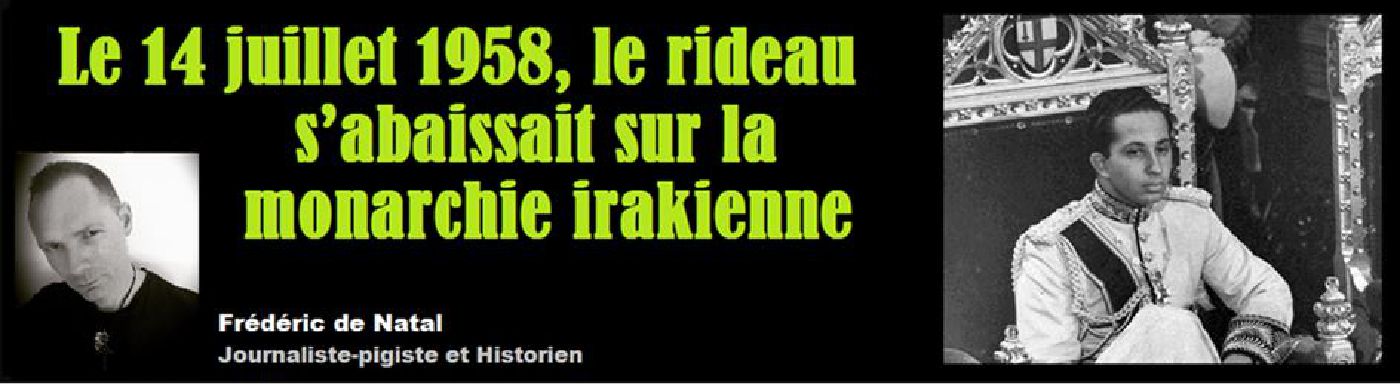 Le 14 juillet 1958, le rideau
s’abaissait sur la
monarchie irakienne
Frédéric de Natal
Journaliste-pigiste et Historien